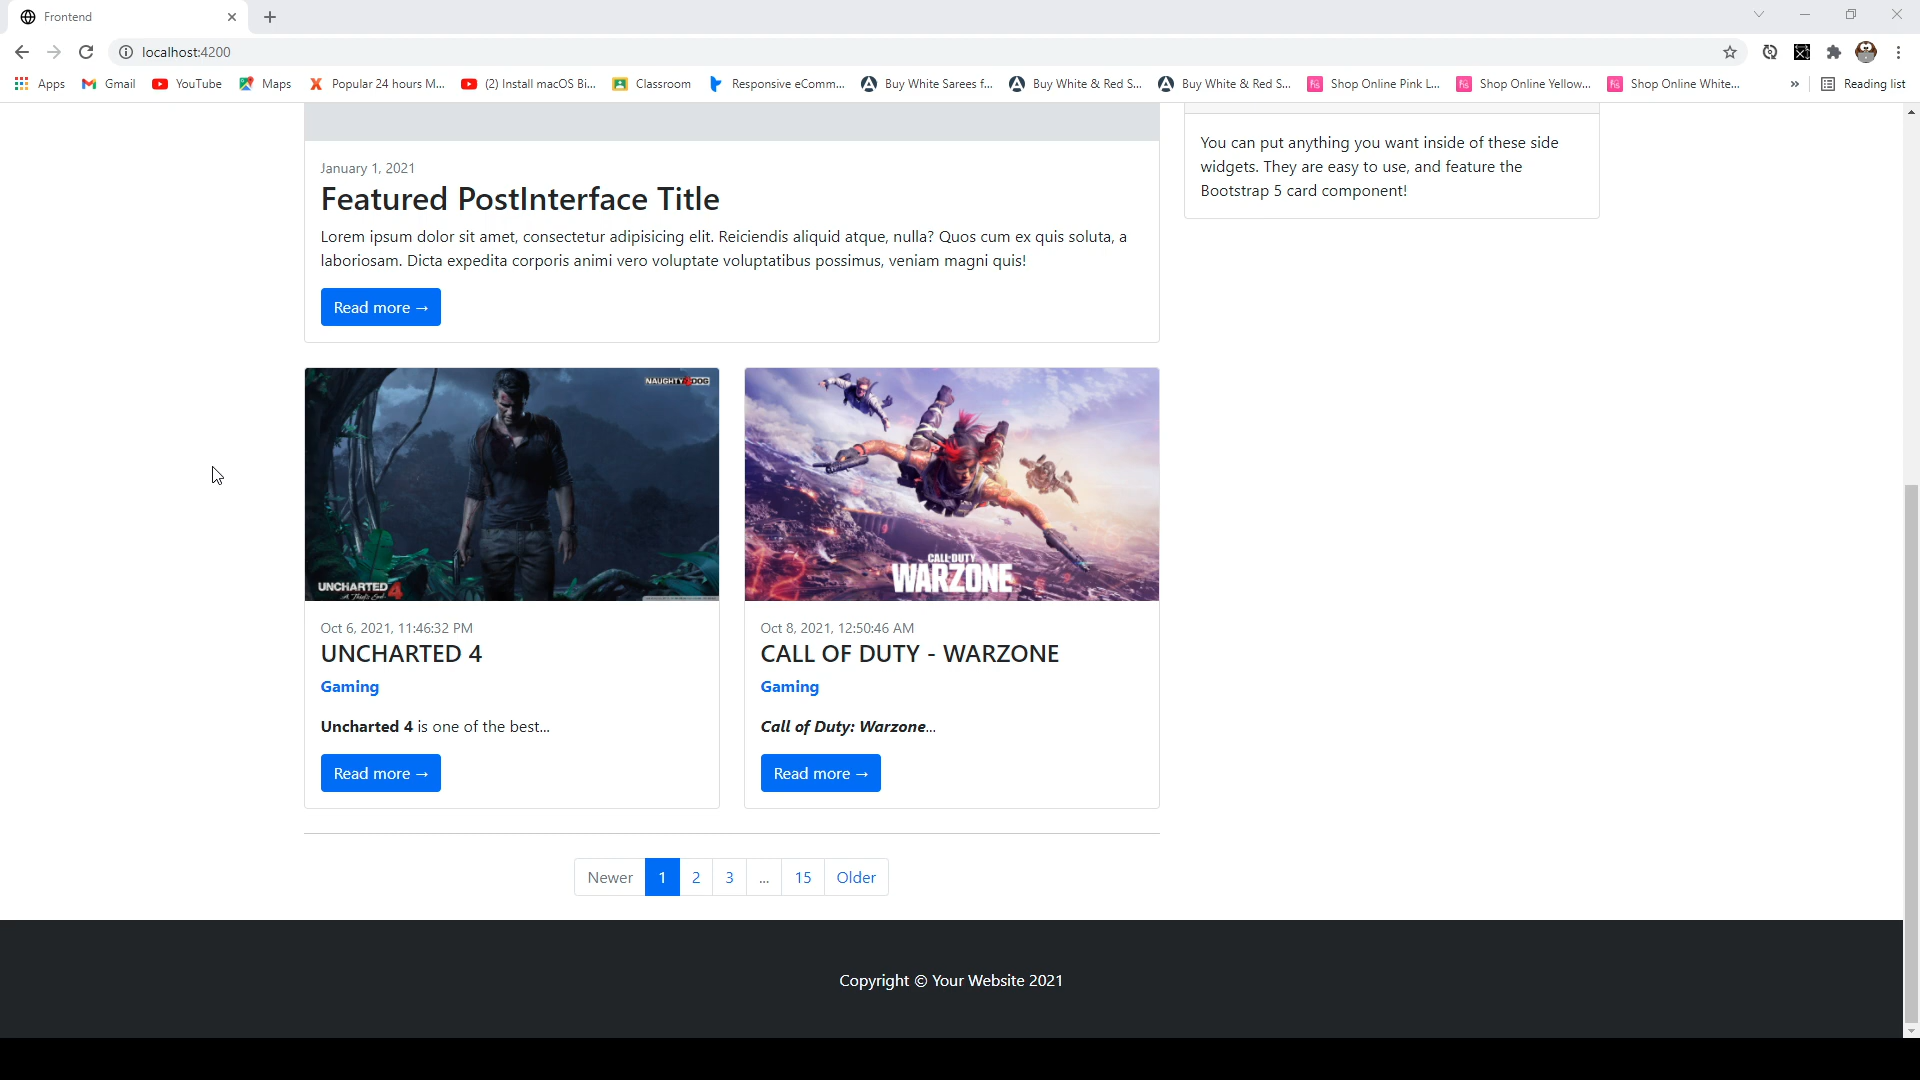 Frontend
localhost:4200
Apps
Gmail
YouTube
Maps
Popular 24 hours M...
(2) Install macOS Bi...
Classroom
Responsive eComm...
Buy White Sarees f...
Buy White & Red S...
Buy White & Red S...
Shop Online Pink L...
Shop Online Yellow...
Shop Online White...
»
Reading list
January 1, 2021
Featured PostInterface Title
Lorem ipsum dolor sit amet, consectetur adipisicing elit. Reiciendis aliquid atque, nulla? Quos cum ex quis soluta, a
laboriosam. Dicta expedita corporis animi vero voluptate voluptatibus possimus, veniam magni quis!
Read more →
You can put anything you want inside of these side
widgets. They are easy to use, and feature the
Bootstrap 5 card component!
NAUGHTY DOG
UNCHARTED 4
A Thief's End
Oct 6, 2021, 11:46:32 PM
UNCHARTED 4
Gaming
Uncharted 4 is one of the best...
Read more →
CALL OF DUTY
WARZONE
Oct 8, 2021, 12:50:46 AM
CALL OF DUTY - WARZONE
Gaming
Call of Duty: Warzone...
Read more →
Newer 1 2 3 ... 15 Older
Copyright © Your Website 2021